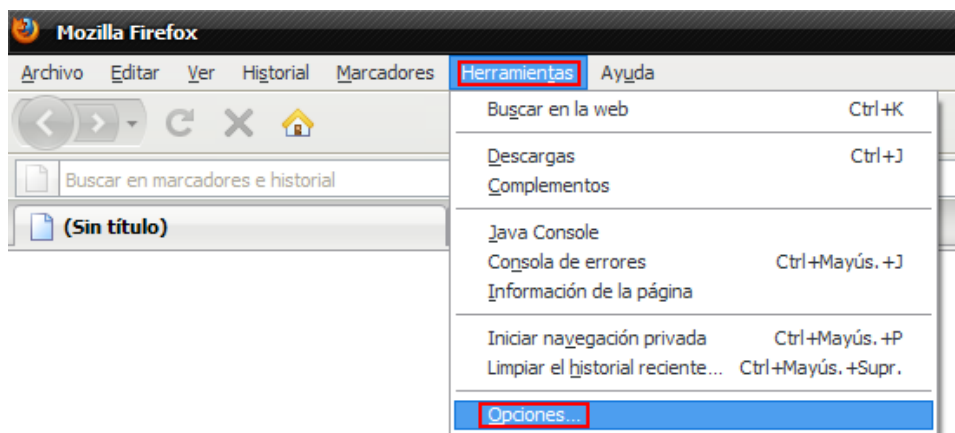 Mozilla Firefox
Archivo Editar Ver Historial Marcadores Herramientas Ayuda
Buscar en la web Ctrl+K
Descargas Ctrl+J
Complementos
Buscar en marcadores e historial
(Sin título)
Java Console
Consola de errores Ctrl+Mayús.+J
Información de la página
Iniciar navegación privada Ctrl+Mayús.+P
Limpiar el historial reciente... Ctrl+Mayús.+Supr.
Opciones...